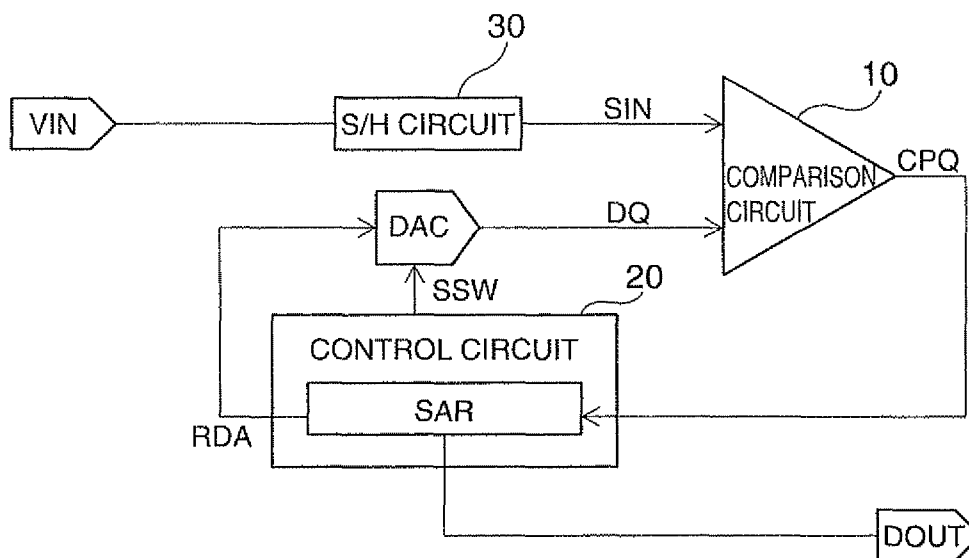 30
10
VIN
S/H CIRCUIT
SIN
CPQ
COMPARISON
CIRCUIT
DAC
DQ
SSW
20
CONTROL CIRCUIT
SAR
RDA
DOUT